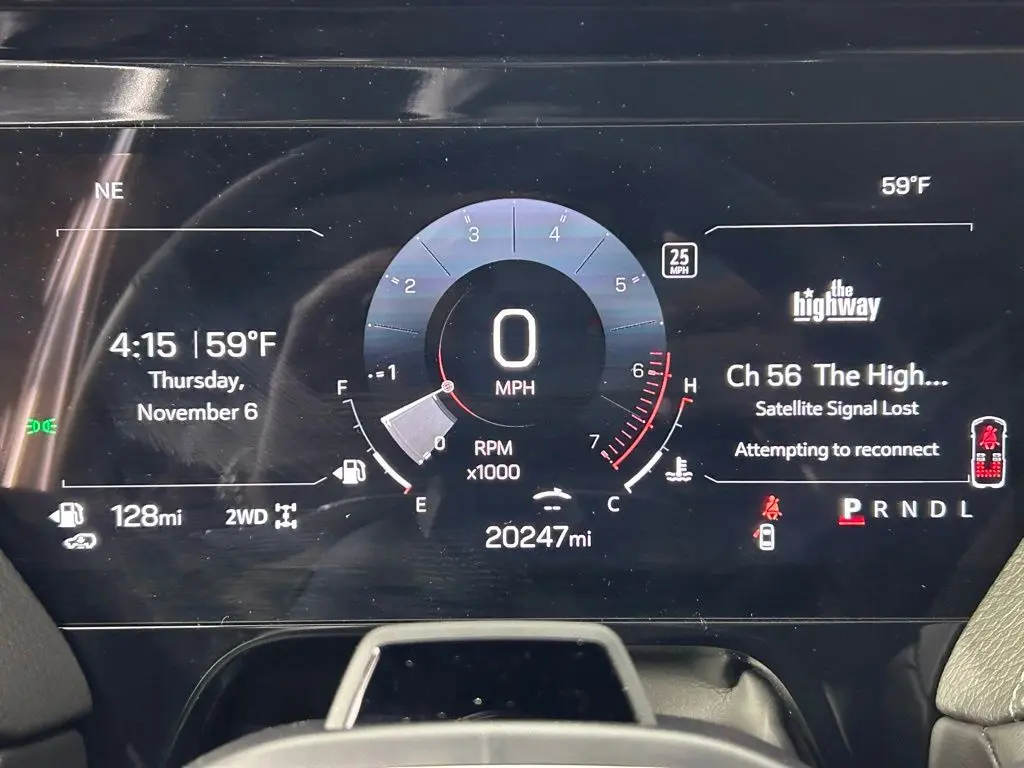 NE
59°F
3
4
25
MPH
2
5
the
highway
4:15 | 59°F
0
1
6
Ch 56 The High...
Thursday,
F
MPH
H
Satellite Signal Lost
November 6
0
RPM
7
Attempting to reconnect
x1000
E
C
128mi
2WD
20247mi
P R N D L